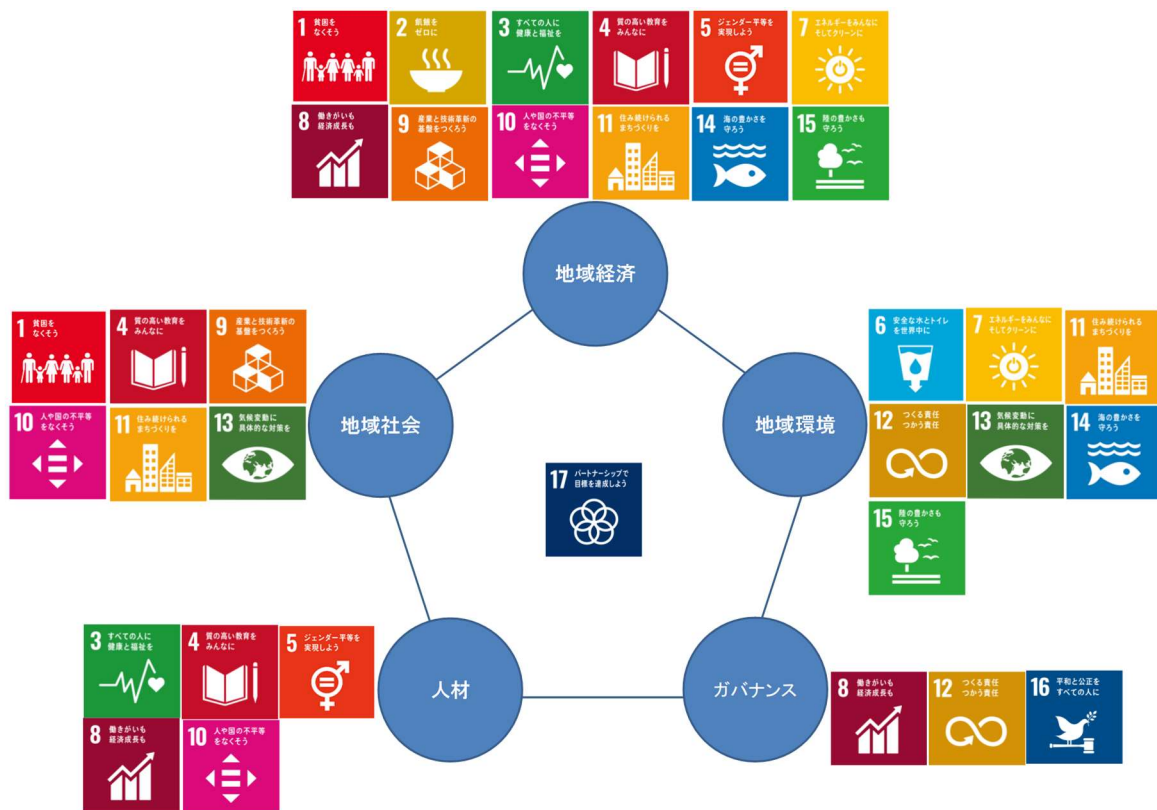 1 貧困を
なくそう
2 飢餓を
ゼロに
3 すべての人に
健康と福祉を
4 質の高い教育を
みんなに
5 ジェンダー平等を
実現しよう
7 エネルギーをみんなに
そしてクリーンに
8 働きがいも
経済成長も
9 産業と技術革新の
基盤をつくろう
10 人や国の不平等
をなくそう
11 住み続けられる
まちづくりを
14 海の豊かさを
守ろう
15 陸の豊かさも
守ろう
地域経済
1 貧困を
なくそう
4 質の高い教育を
みんなに
9 産業と技術革新の
基盤をつくろう
10 人や国の不平等
をなくそう
11 住み続けられる
まちづくりを
13 気候変動に
具体的な対策を
地域社会
6 安全な水とトイレ
を世界中に
7 エネルギーをみんなに
そしてクリーンに
11 住み続けられる
まちづくりを
12 つくる責任
つかう責任
13 気候変動に
具体的な対策を
14 海の豊かさを
守ろう
15 陸の豊かさも
守ろう
地域環境
17 パートナーシップで
目標を達成しよう
3 すべての人に
健康と福祉を
4 質の高い教育を
みんなに
5 ジェンダー平等を
実現しよう
8 働きがいも
経済成長も
10 人や国の不平等
をなくそう
人材
ガバナンス
8 働きがいも
経済成長も
12 つくる責任
つかう責任
16 平和と公正を
すべての人に